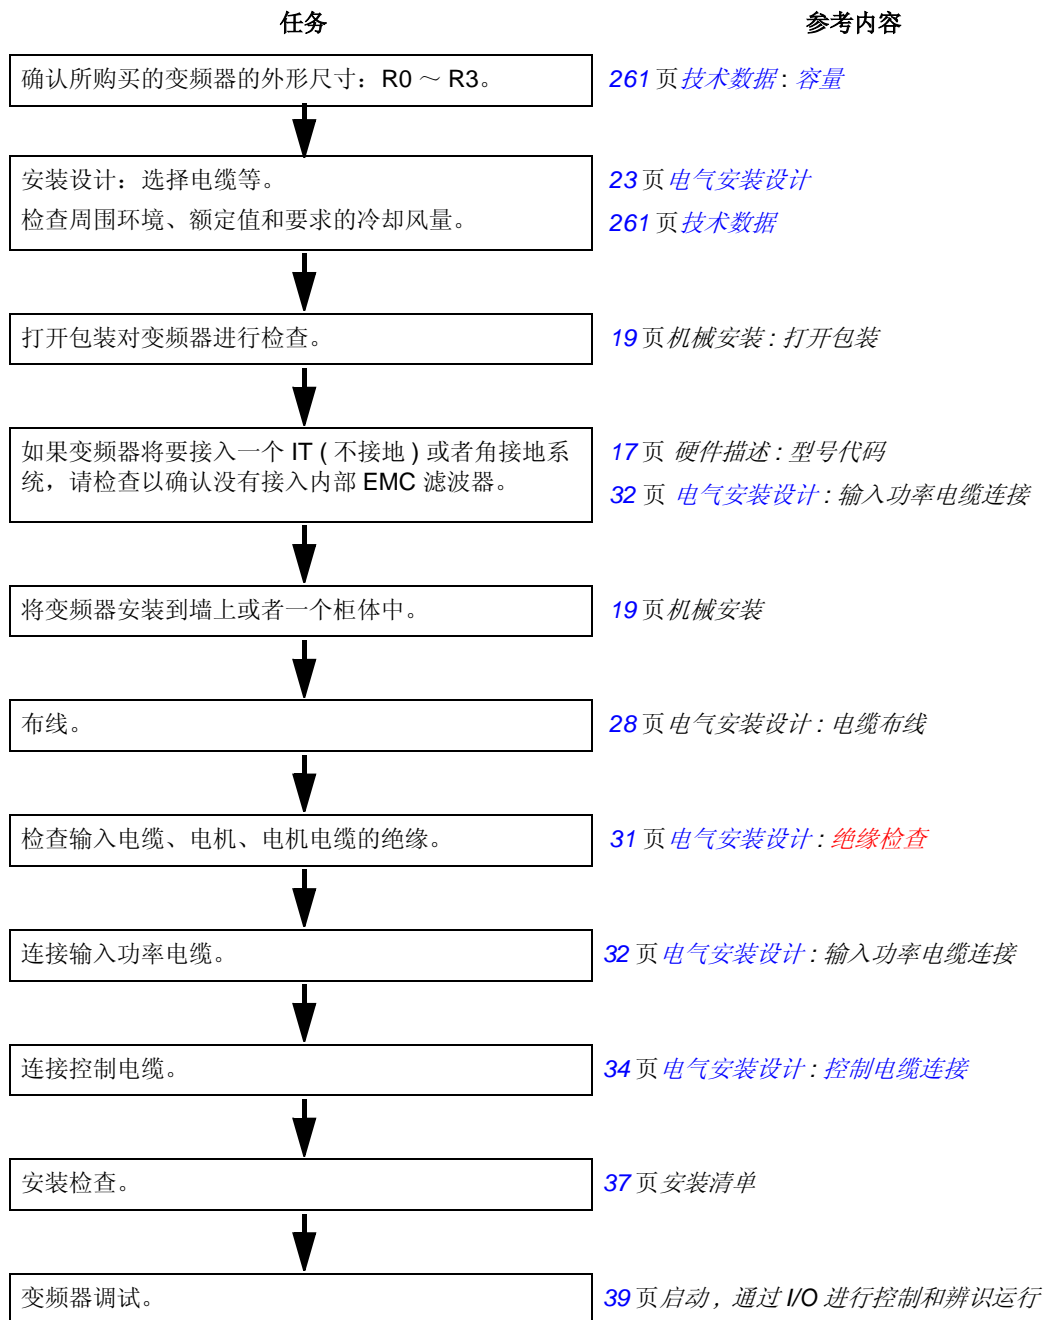 任务 参考内容
确认所购买的变频器的外形尺寸：R0 ～ R3。 261 页技术数据 : 容量
安装设计：选择电缆等。 23 页电气安装设计
检查周围环境、额定值和要求的冷却风量。 261 页技术数据
打开包装对变频器进行检查。 19 页机械安装 : 打开包装
如果变频器将要接入一个 IT ( 不接地 ) 或者角接地系 17 页 硬件描述 : 型号代码
统，请检查以确认没有接入内部 EMC 滤波器。 32 页 电气安装设计 : 输入功率电缆连接
将变频器安装到墙上或者一个柜体中。 19 页机械安装
布线。 28 页电气安装设计 : 电缆布线
检查输入电缆、电机、电机电缆的绝缘。 31 页电气安装设计 : 绝缘检查
连接输入功率电缆。 32 页电气安装设计 : 输入功率电缆连接
连接控制电缆。 34 页电气安装设计 : 控制电缆连接
安装检查。 37 页安装清单
变频器调试。 39 页启动 , 通过 I/O 进行控制和辨识运行